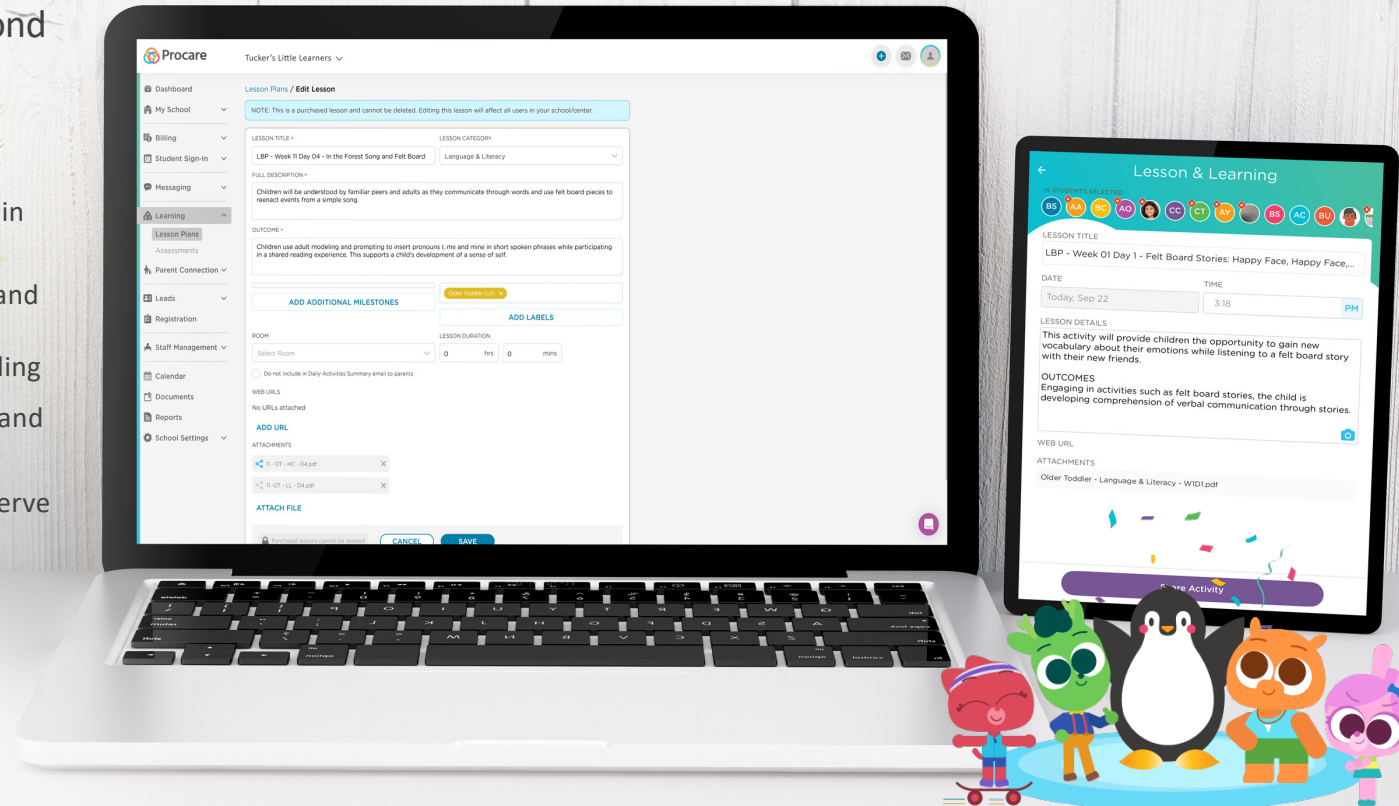 ond
in
and
ling
and
erve
Procare
Tucker's Little Learners
Dashboard
My School
Billing
Student Sign-In
Messaging
Learning
Lesson Plans
Assessments
Parent Connection
Leads
Registration
Staff Management
Calendar
Documents
Reports
School Settings
Lesson Plans / Edit Lesson
NOTE: This is a purchased lesson and cannot be deleted. Editing this lesson will affect all users in your school/center.
LESSON TITLE *
LESSON CATEGORY
LBP - Week 11 Day 04 - In the Forest Song and Felt Board
Language & Literacy
FULL DESCRIPTION *
Children will be understood by familiar peers and adults as they communicate through words and use felt board pieces to
reenact events from a simple song.
OUTCOME *
Children use adult modeling and prompting to insert pronouns I, me and mine in short spoken phrases while participating
in a shared reading experience. This supports a child's development of a sense of self.
ADD ADDITIONAL MILESTONES
Older Toddler (v2) ×
ADD LABELS
ROOM
LESSON DURATION
Select Room
0 hrs 0 mins
Do not include in Daily Activities Summary email to parents
WEB URLS
No URLs attached
ADD URL
ATTACHMENTS
11 - OT - HC - D4.pdf X
11 -OT - LL - D4.pdf X
ATTACH FILE
Purchased lessons cannot be deleted
CANCEL
SAVE
Lesson & Learning
15 STUDENTS SELECTED
BS AA BC AO CC CT AY BS AC BU
LESSON TITLE
LBP - Week 01 Day 1 - Felt Board Stories: Happy Face, Happy Face,...
DATE
TIME
Today, Sep 22
3:18 PM
LESSON DETAILS
This activity will provide children the opportunity to gain new
vocabulary about their emotions while listening to a felt board story
with their new friends.
OUTCOMES
Engaging in activities such as felt board stories, the child is
developing comprehension of verbal communication through stories.
WEB URL
ATTACHMENTS
Older Toddler - Language & Literacy - W1D1.pdf
Share Activity